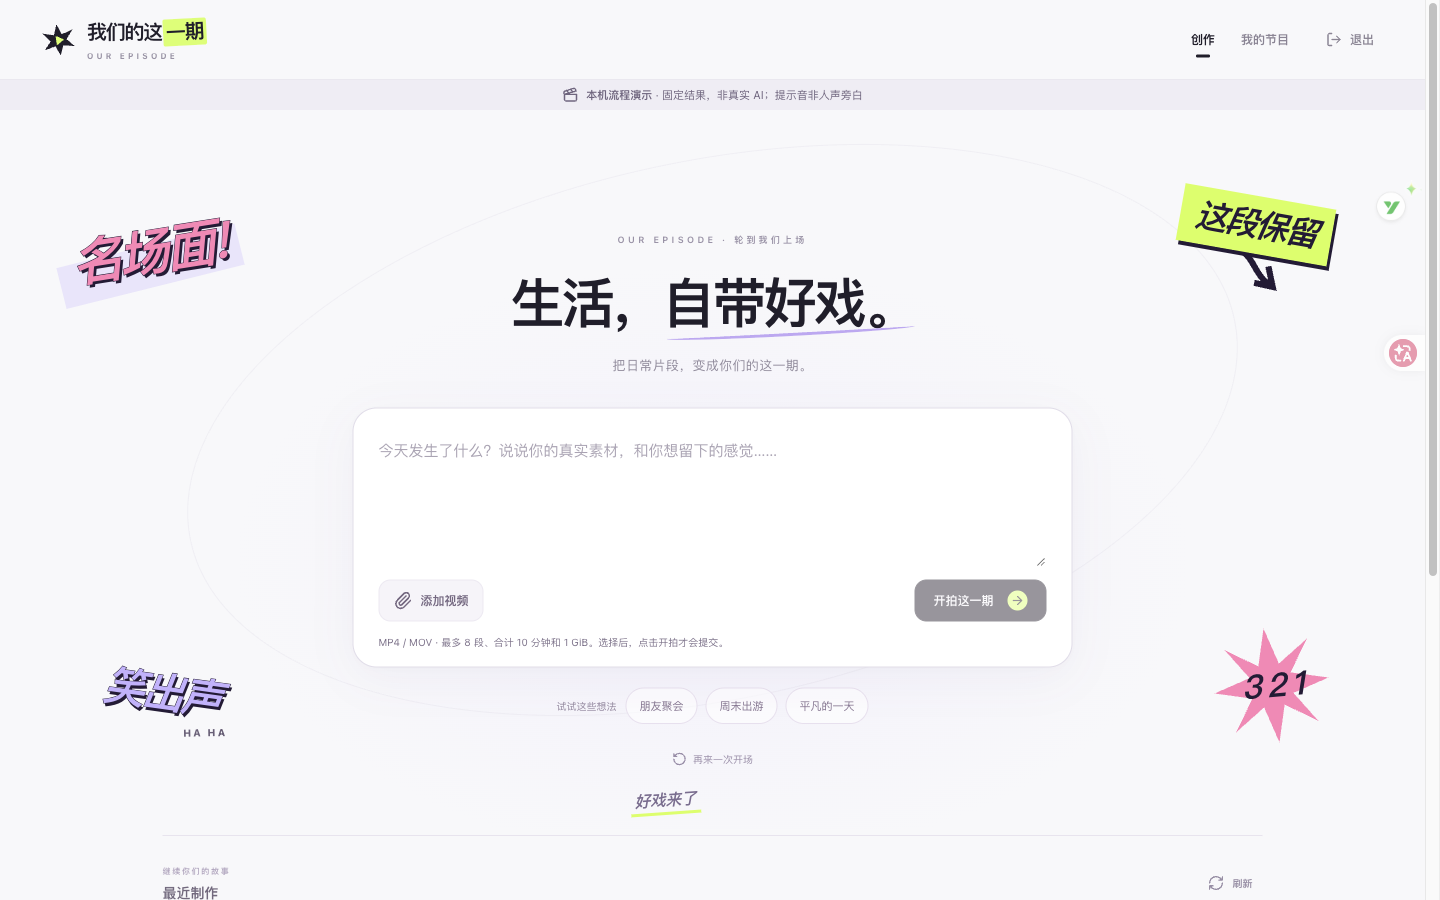 我们的这一期
OUR EPISODE
创作
我的节目
退出
本机流程演示 · 固定结果，非真实 AI；提示音非人声旁白
名场面!
这段保留
OUR EPISODE · 轮到我们上场
生活，自带好戏。
把日常片段，变成你们的这一期。
今天发生了什么？说说你的真实素材，和你想留下的感觉……
添加视频
开拍这一期
MP4 / MOV · 最多 8 段、合计 10 分钟和 1 GiB。选择后，点击开拍才会提交。
笑出声
HA HA
321
试试这些想法
朋友聚会
周末出游
平凡的一天
再来一次开场
好戏来了
继续你们的故事
最近制作
刷新